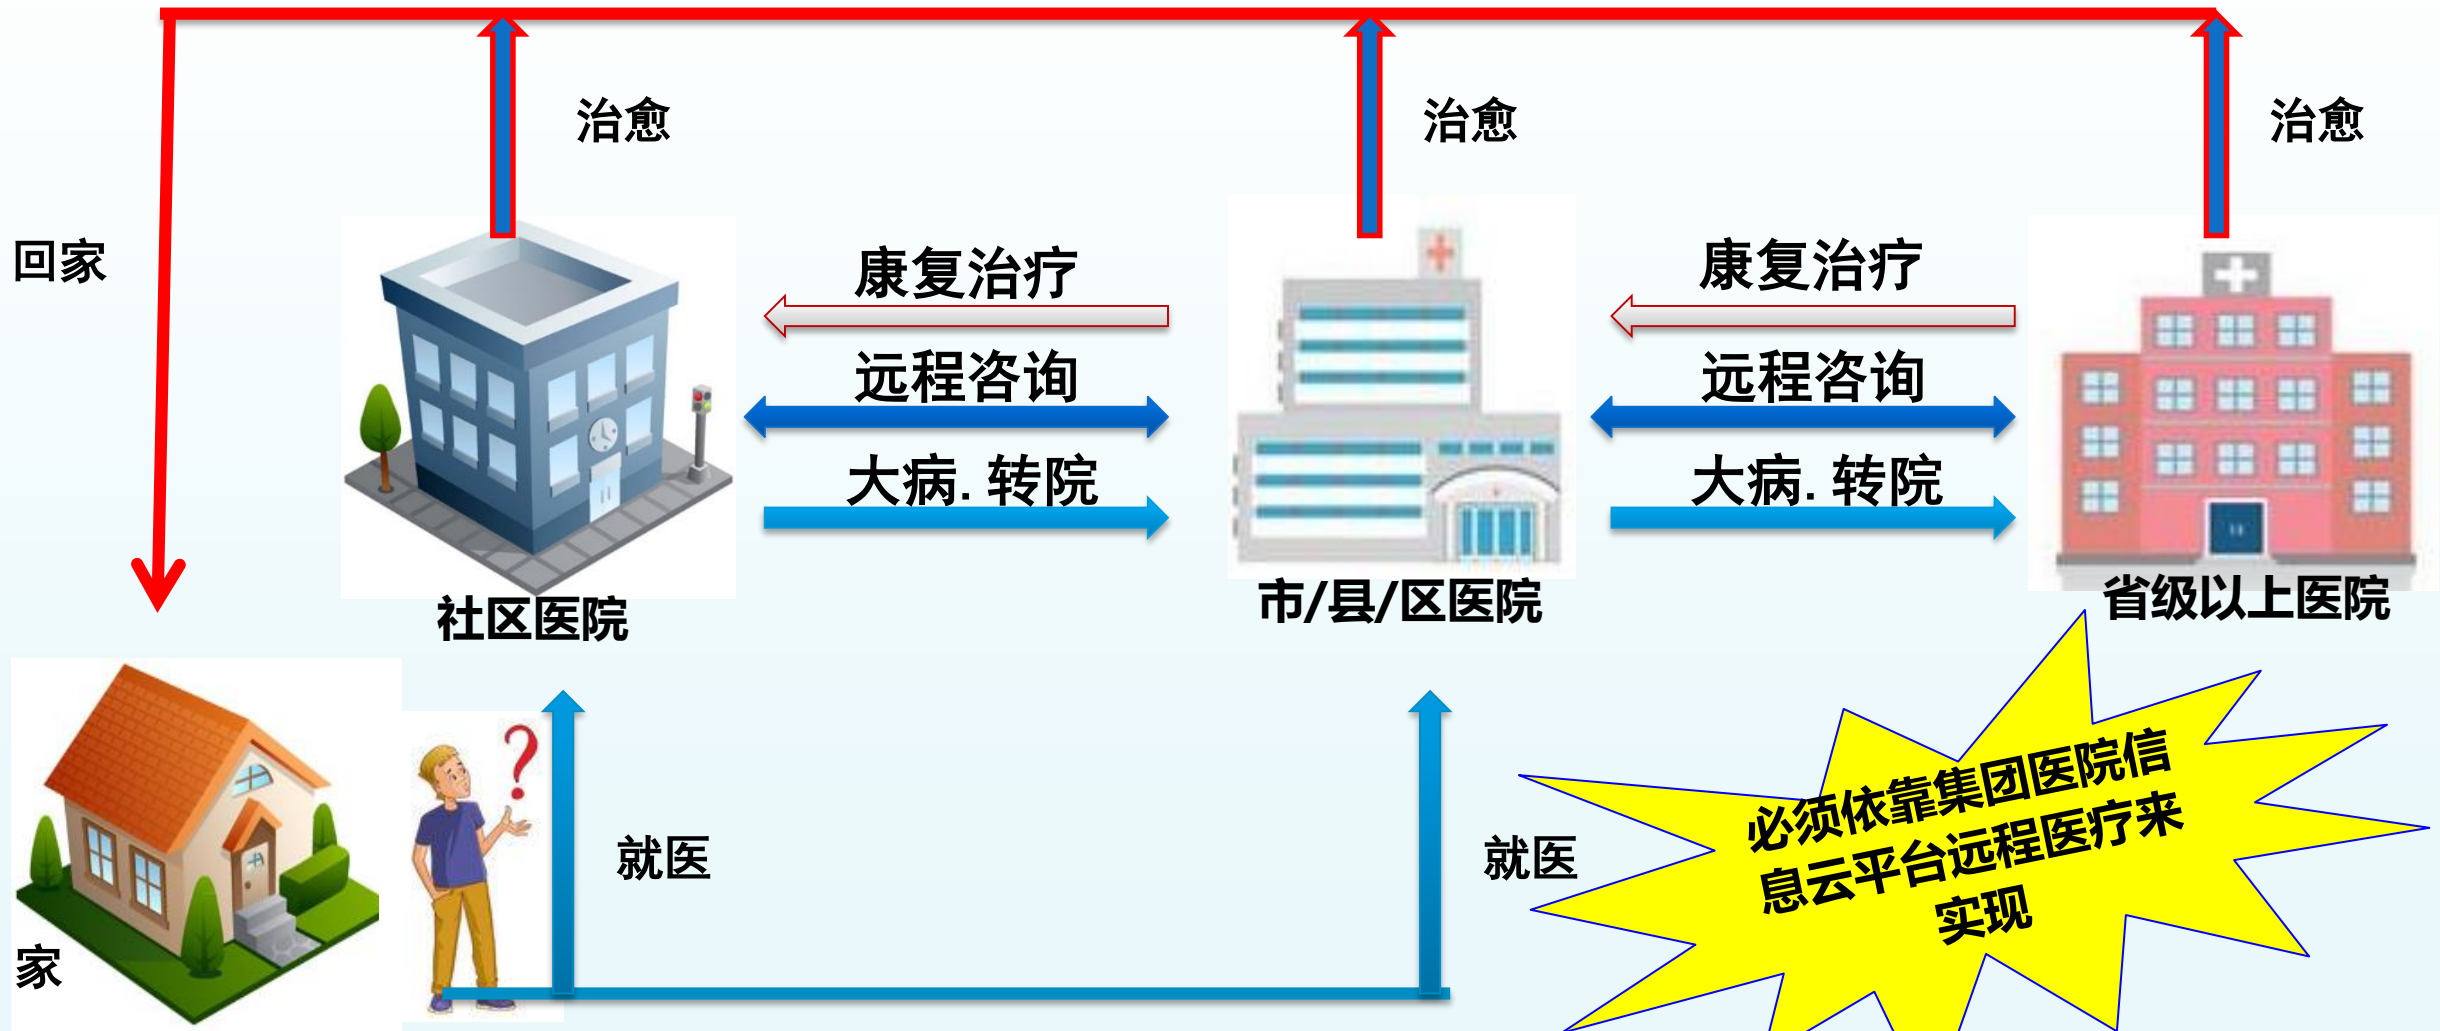 治愈
治愈
治愈
回家
康复治疗
康复治疗
远程咨询
远程咨询
大病.转院
大病.转院
社区医院
市/县/区医院
省级以上医院
?
就医
就医
必须依靠集团医院信
息云平台远程医疗来
实现
家